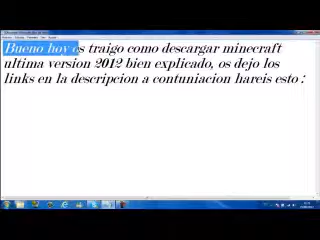 Bueno hoy os traigo como descargar minecraft
ultima version 2012 bien explicado, os dejo los
links en la descripcion a contuniacion hareis esto :